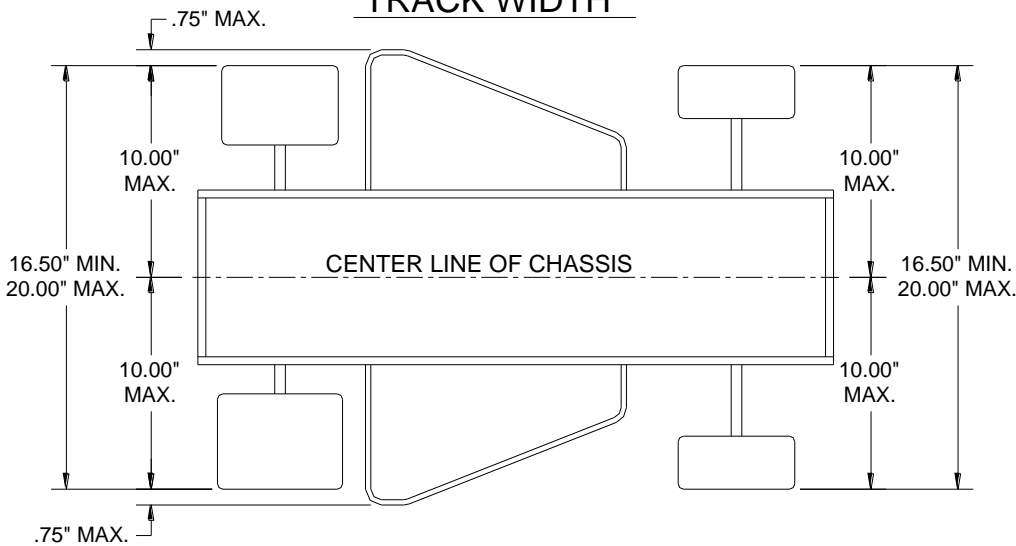 TRACK WIDTH
.75" MAX.
10.00"
MAX.
10.00"
MAX.
16.50" MIN.
20.00" MAX.
CENTER LINE OF CHASSIS
16.50" MIN.
20.00" MAX.
10.00"
MAX.
10.00"
MAX.
.75" MAX.